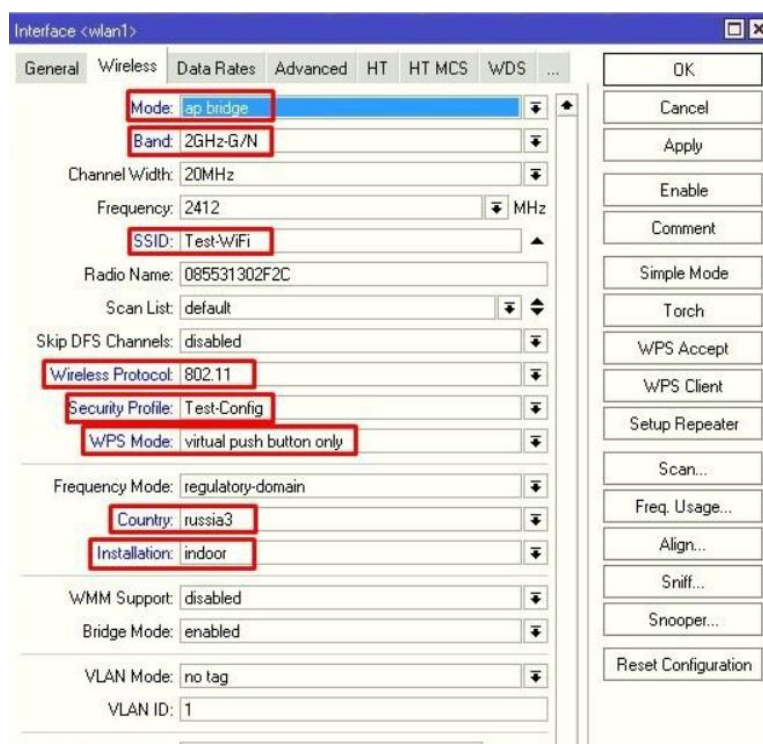 Interface <wlan1>
General Wireless Data Rates Advanced HT HT MCS WDS ...
Mode: ap bridge
Band: 2GHz-G/N
Channel Width: 20MHz
Frequency: 2412 MHz
SSID: Test-WiFi
Radio Name: 085531302F2C
Scan List: default
Skip DFS Channels: disabled
Wireless Protocol: 802.11
Security Profile: Test-Config
WPS Mode: virtual push button only
Frequency Mode: regulatory-domain
Country: russia3
Installation: indoor
WMM Support: disabled
Bridge Mode: enabled
VLAN Mode: no tag
VLAN ID: 1
OK
Cancel
Apply
Enable
Comment
Simple Mode
Torch
WPS Accept
WPS Client
Setup Repeater
Scan...
Freq. Usage...
Align...
Sniff...
Snooper...
Reset Configuration